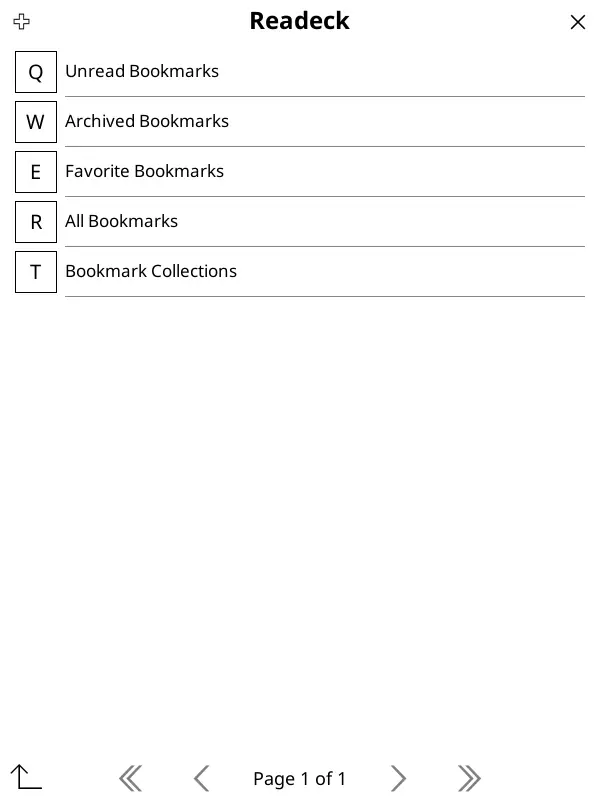 Readeck
Q Unread Bookmarks
W Archived Bookmarks
E Favorite Bookmarks
R All Bookmarks
T Bookmark Collections
Page 1 of 1